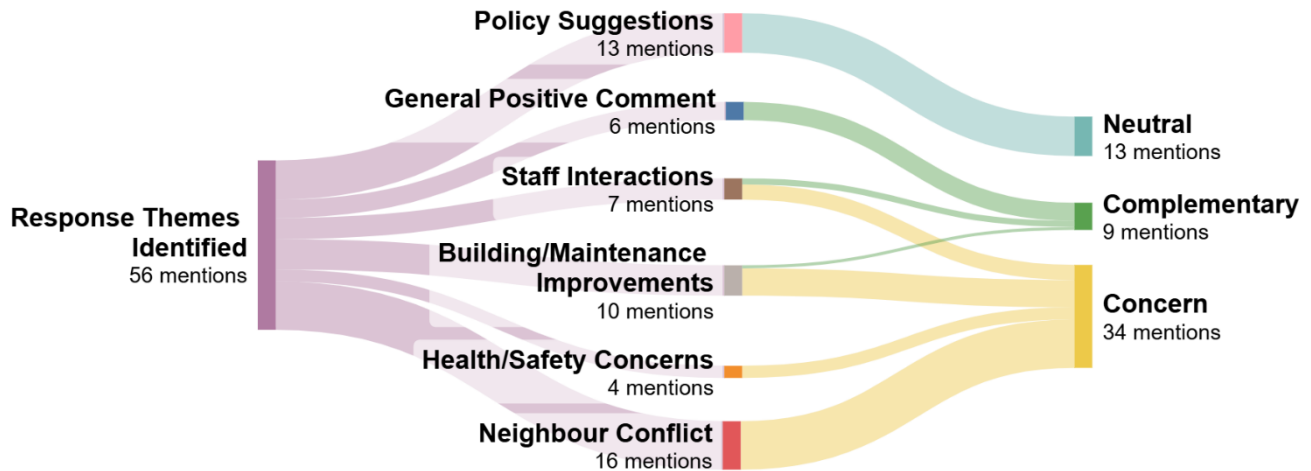 Policy Suggestions
13 mentions
General Positive Comment
6 mentions
Neutral
13 mentions
Staff Interactions
7 mentions
Complementary
9 mentions
Response Themes
Identified
56 mentions
Building/Maintenance
Improvements
10 mentions
Concern
34 mentions
Health/Safety Concerns
4 mentions
Neighbour Conflict
16 mentions